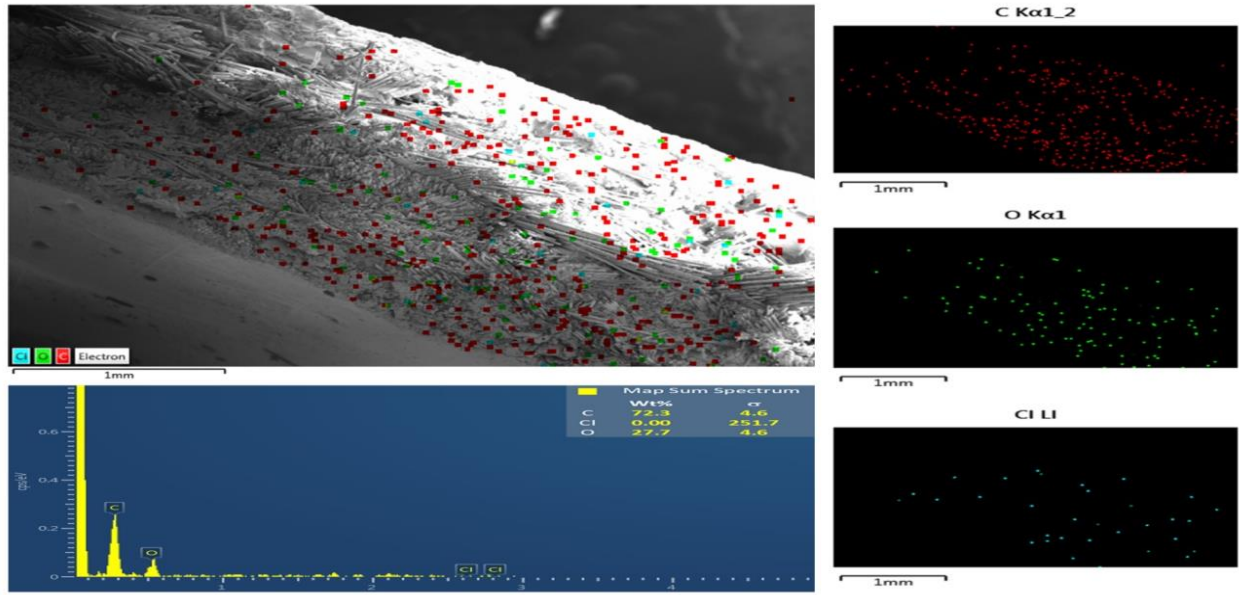 Cl O C Electron
1mm
Map Sum Spectrum
Wt% σ
C 72.3 4.6
Cl 0.00 251.7
O 27.7 4.6
cps/eV
0.6
0.4
0.2
0
C
O
Cl Cl
1 2 3 4
C Kα1_2
1mm
O Kα1
1mm
Cl Ll
1mm